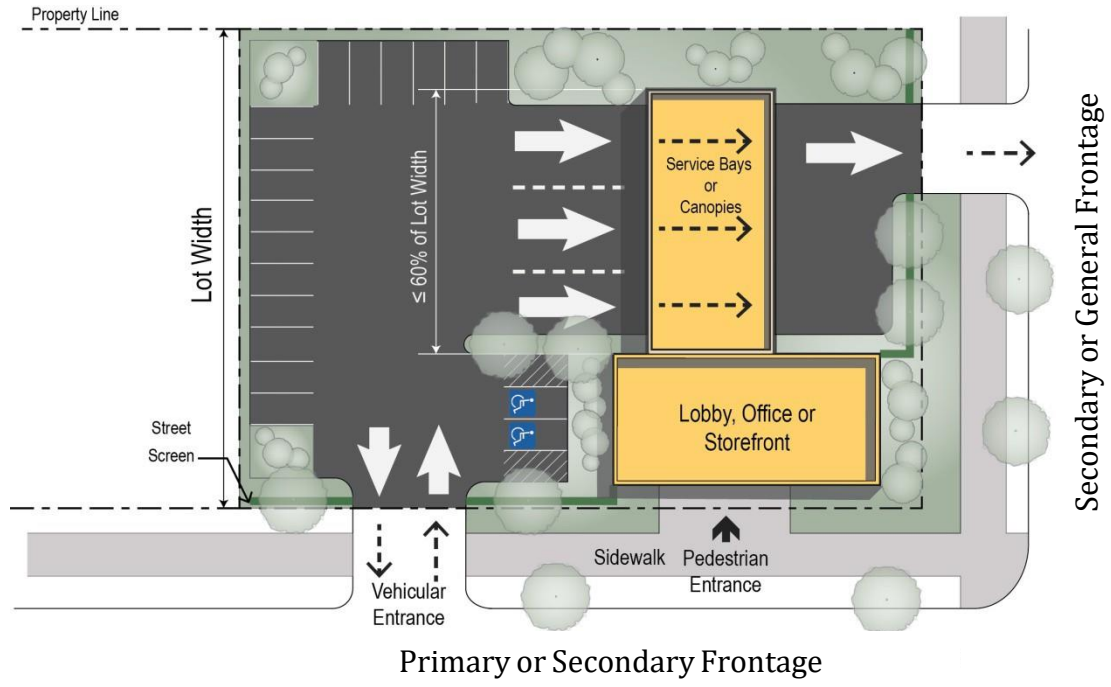 Property Line
Lot Width
≤ 60% of Lot Width
Service Bays
or
Canopies
Secondary or General Frontage
Lobby, Office or
Storefront
Street
Screen
Sidewalk
Pedestrian
Entrance
Vehicular
Entrance
Primary or Secondary Frontage